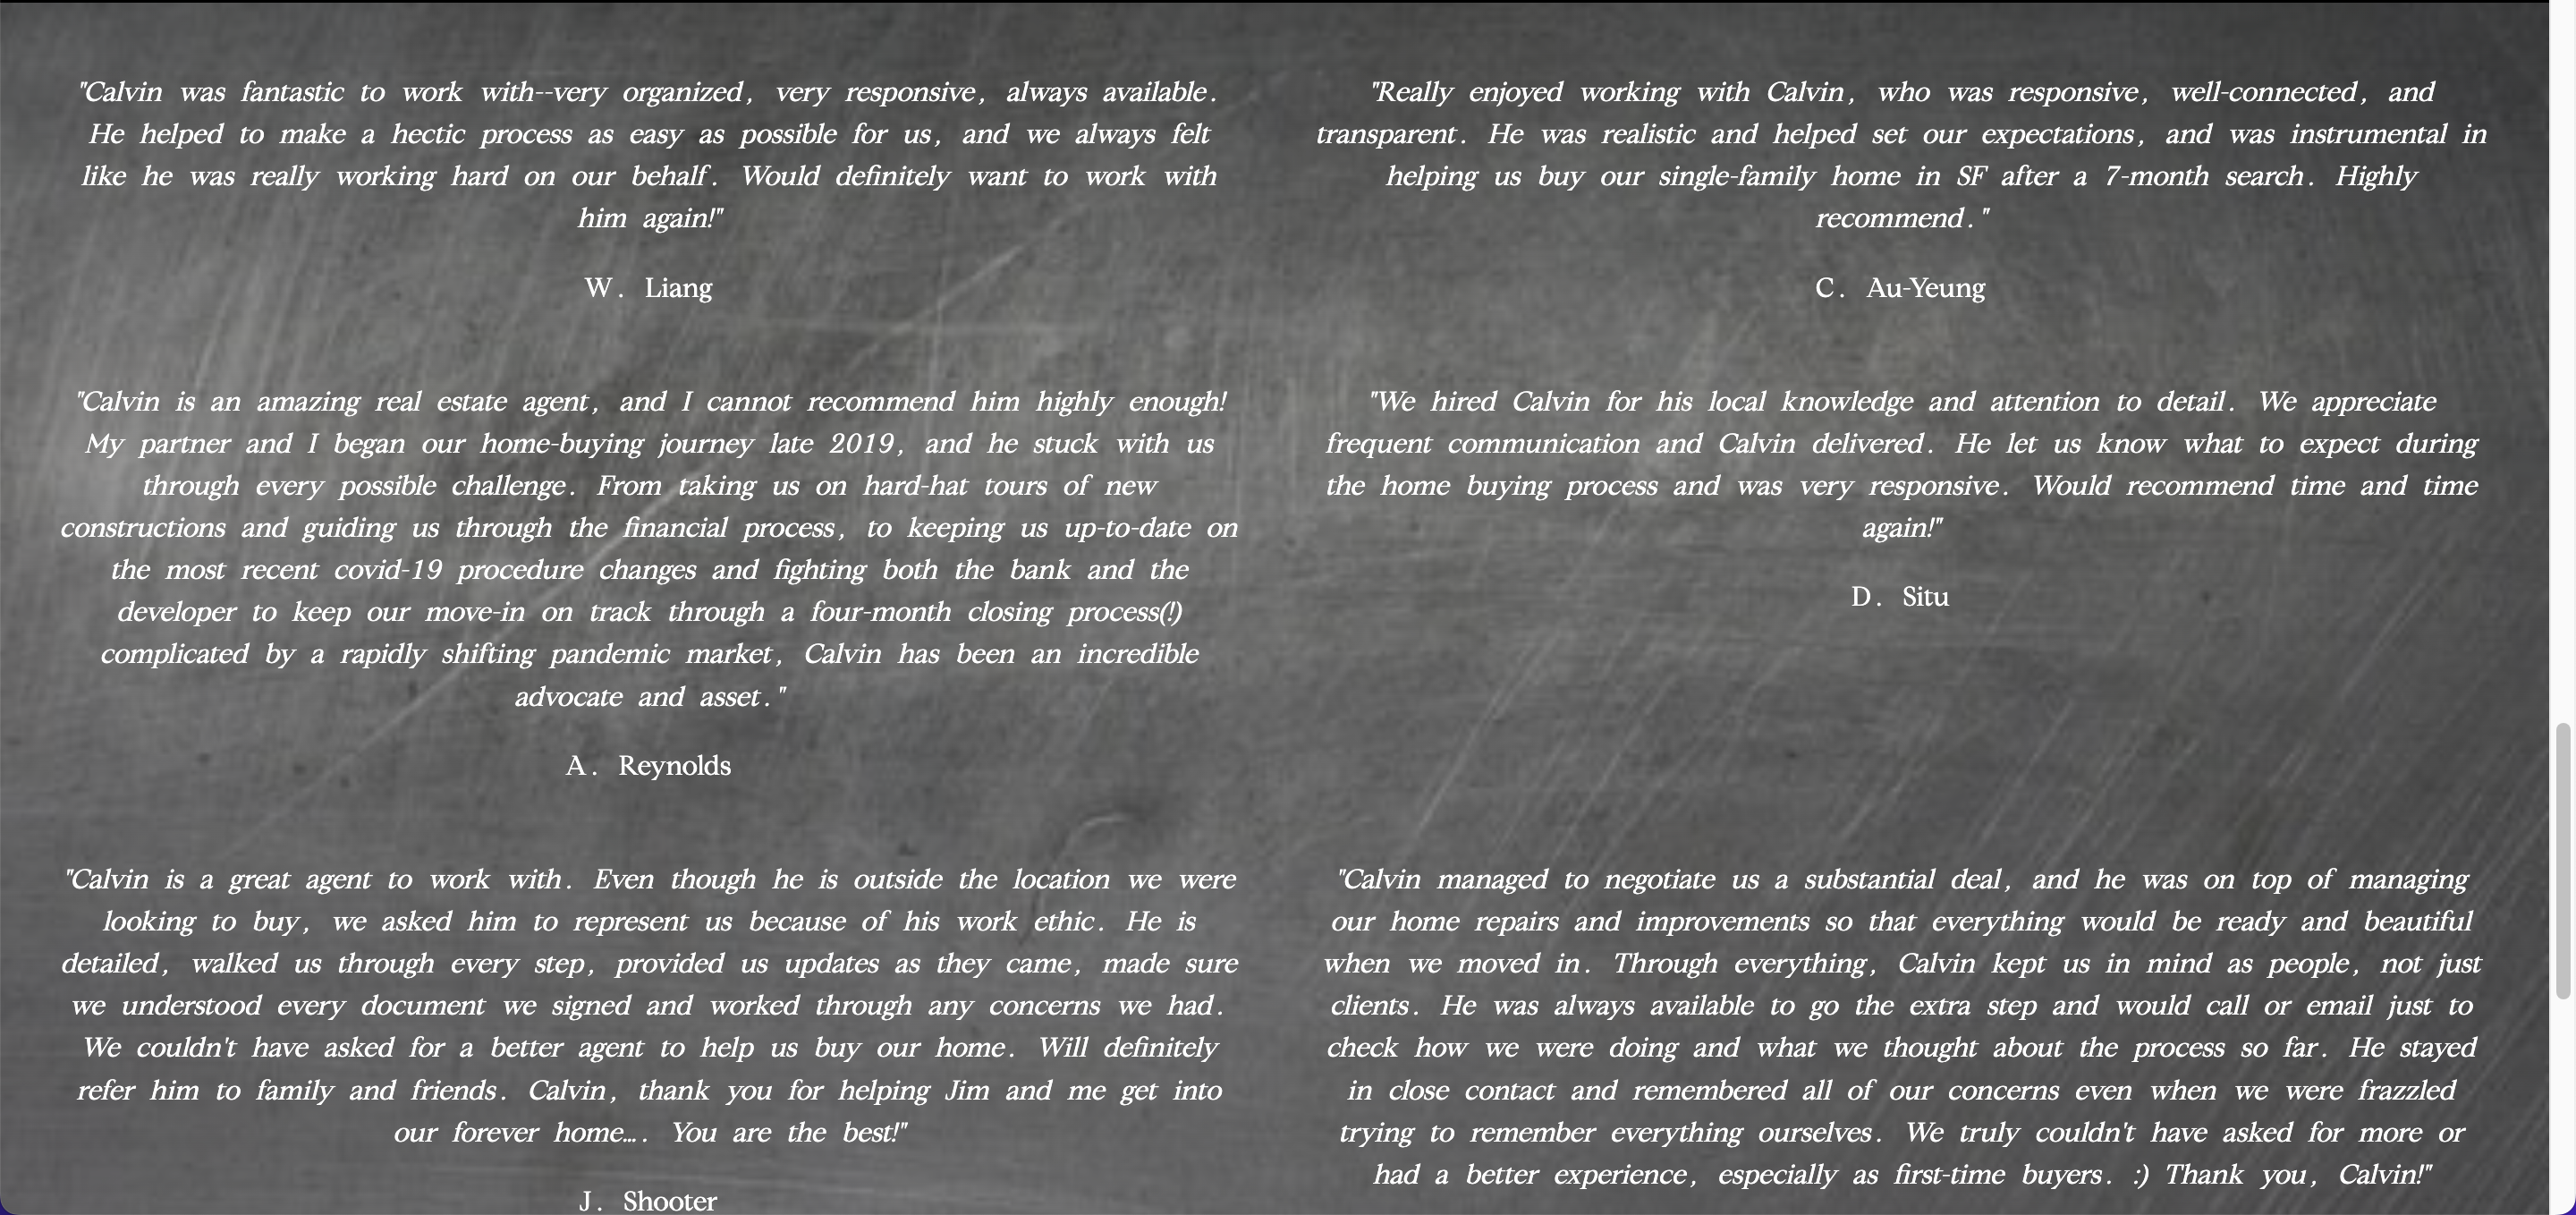 "Calvin was fantastic to work with--very organized, very responsive, always available.
He helped to make a hectic process as easy as possible for us, and we always felt
like he was really working hard on our behalf. Would definitely want to work with
him again!"
W. Liang
"Really enjoyed working with Calvin, who was responsive, well-connected, and
transparent. He was realistic and helped set our expectations, and was instrumental in
helping us buy our single-family home in SF after a 7-month search. Highly
recommend."
C. Au-Yeung
"Calvin is an amazing real estate agent, and I cannot recommend him highly enough!
My partner and I began our home-buying journey late 2019, and he stuck with us
through every possible challenge. From taking us on hard-hat tours of new
constructions and guiding us through the financial process, to keeping us up-to-date on
the most recent covid-19 procedure changes and fighting both the bank and the
developer to keep our move-in on track through a four-month closing process(!)
complicated by a rapidly shifting pandemic market, Calvin has been an incredible
advocate and asset."
A. Reynolds
"We hired Calvin for his local knowledge and attention to detail. We appreciate
frequent communication and Calvin delivered. He let us know what to expect during
the home buying process and was very responsive. Would recommend time and time
again!"
D. Situ
"Calvin is a great agent to work with. Even though he is outside the location we were
looking to buy, we asked him to represent us because of his work ethic. He is
detailed, walked us through every step, provided us updates as they came, made sure
we understood every document we signed and worked through any concerns we had.
We couldn't have asked for a better agent to help us buy our home. Will definitely
refer him to family and friends. Calvin, thank you for helping Jim and me get into
our forever home…. You are the best!"
J. Shooter
"Calvin managed to negotiate us a substantial deal, and he was on top of managing
our home repairs and improvements so that everything would be ready and beautiful
when we moved in. Through everything, Calvin kept us in mind as people, not just
clients. He was always available to go the extra step and would call or email just to
check how we were doing and what we thought about the process so far. He stayed
in close contact and remembered all of our concerns even when we were frazzled
trying to remember everything ourselves. We truly couldn't have asked for more or
had a better experience, especially as first-time buyers. :) Thank you, Calvin!"